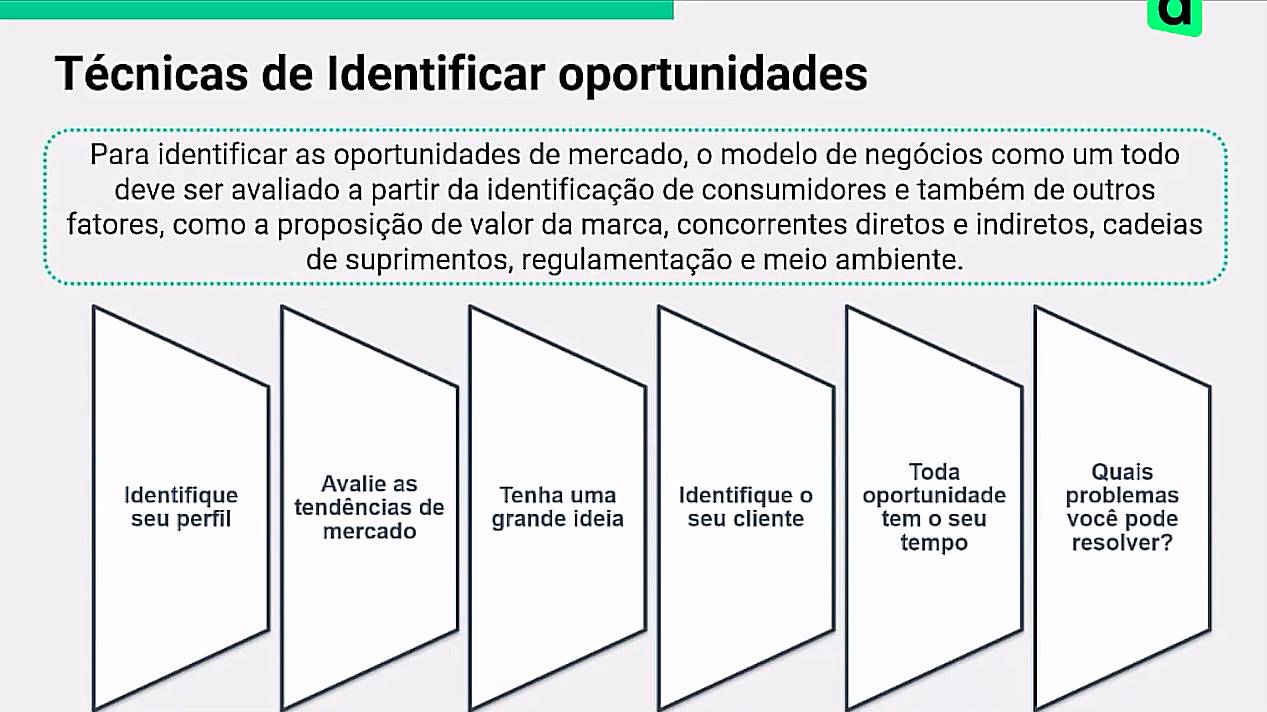 Técnicas de Identificar oportunidades
Para identificar as oportunidades de mercado, o modelo de negócios como um todo
deve ser avaliado a partir da identificação de consumidores e também de outros
fatores, como a proposição de valor da marca, concorrentes diretos e indiretos, cadeias
de suprimentos, regulamentação e meio ambiente.
Identifique
seu perfil
Avalie as
tendências de
mercado
Tenha uma
grande ideia
Identifique o
seu cliente
Toda
oportunidade
tem o seu
tempo
Quais
problemas
você pode
resolver?